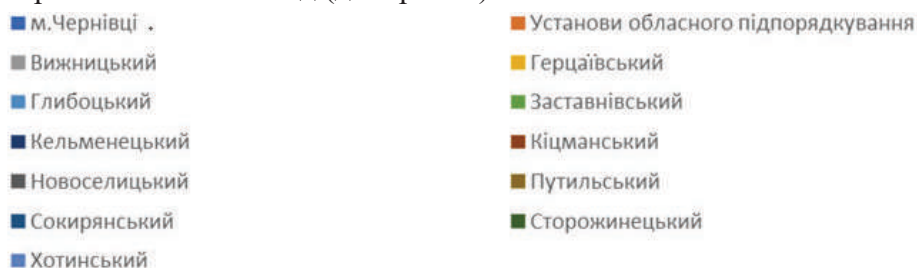 м.Чернівці .
Установи обласного підпорядкування
Вижницький
Герцаївський
Глибоцький
Заставнівський
Кельменецький
Кіцманський
Новоселицький
Путильський
Сокирянський
Сторожинецький
Хотинський